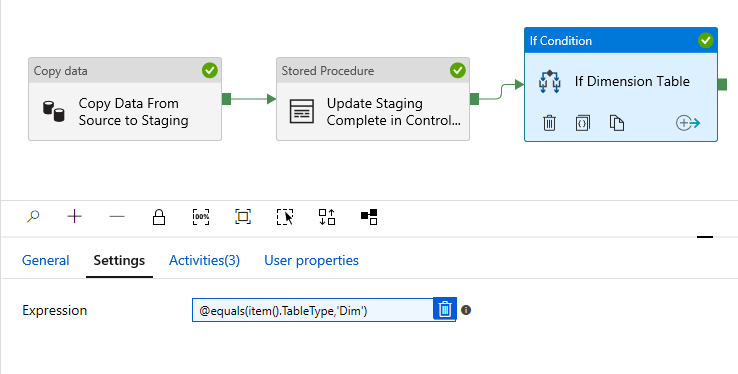 Copy data
Copy Data From
Source to Staging
Stored Procedure
Update Staging
Complete in Control...
If Condition
If Dimension Table
100%
General
Settings
Activities(3)
User properties
Expression
@equals(item().TableType,'Dim')